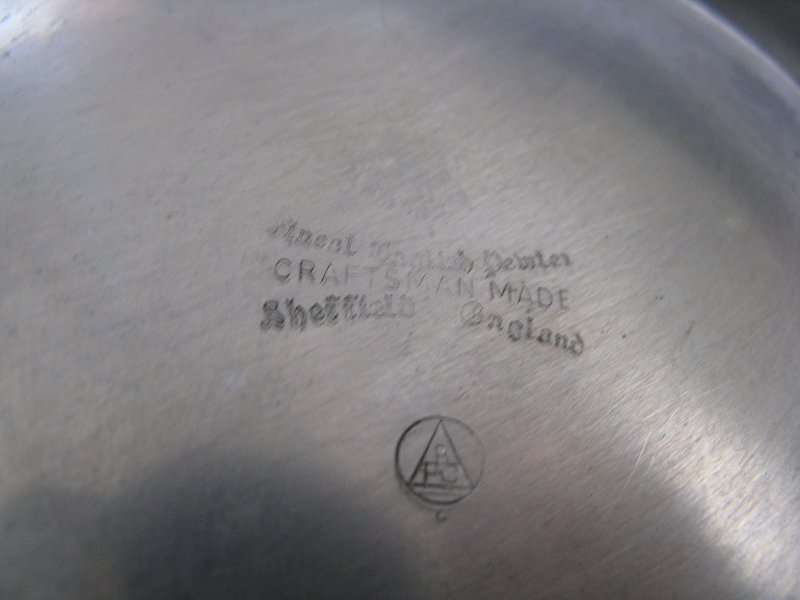 Finest English Pewter
CRAFTSMAN MADE
Sheffield England